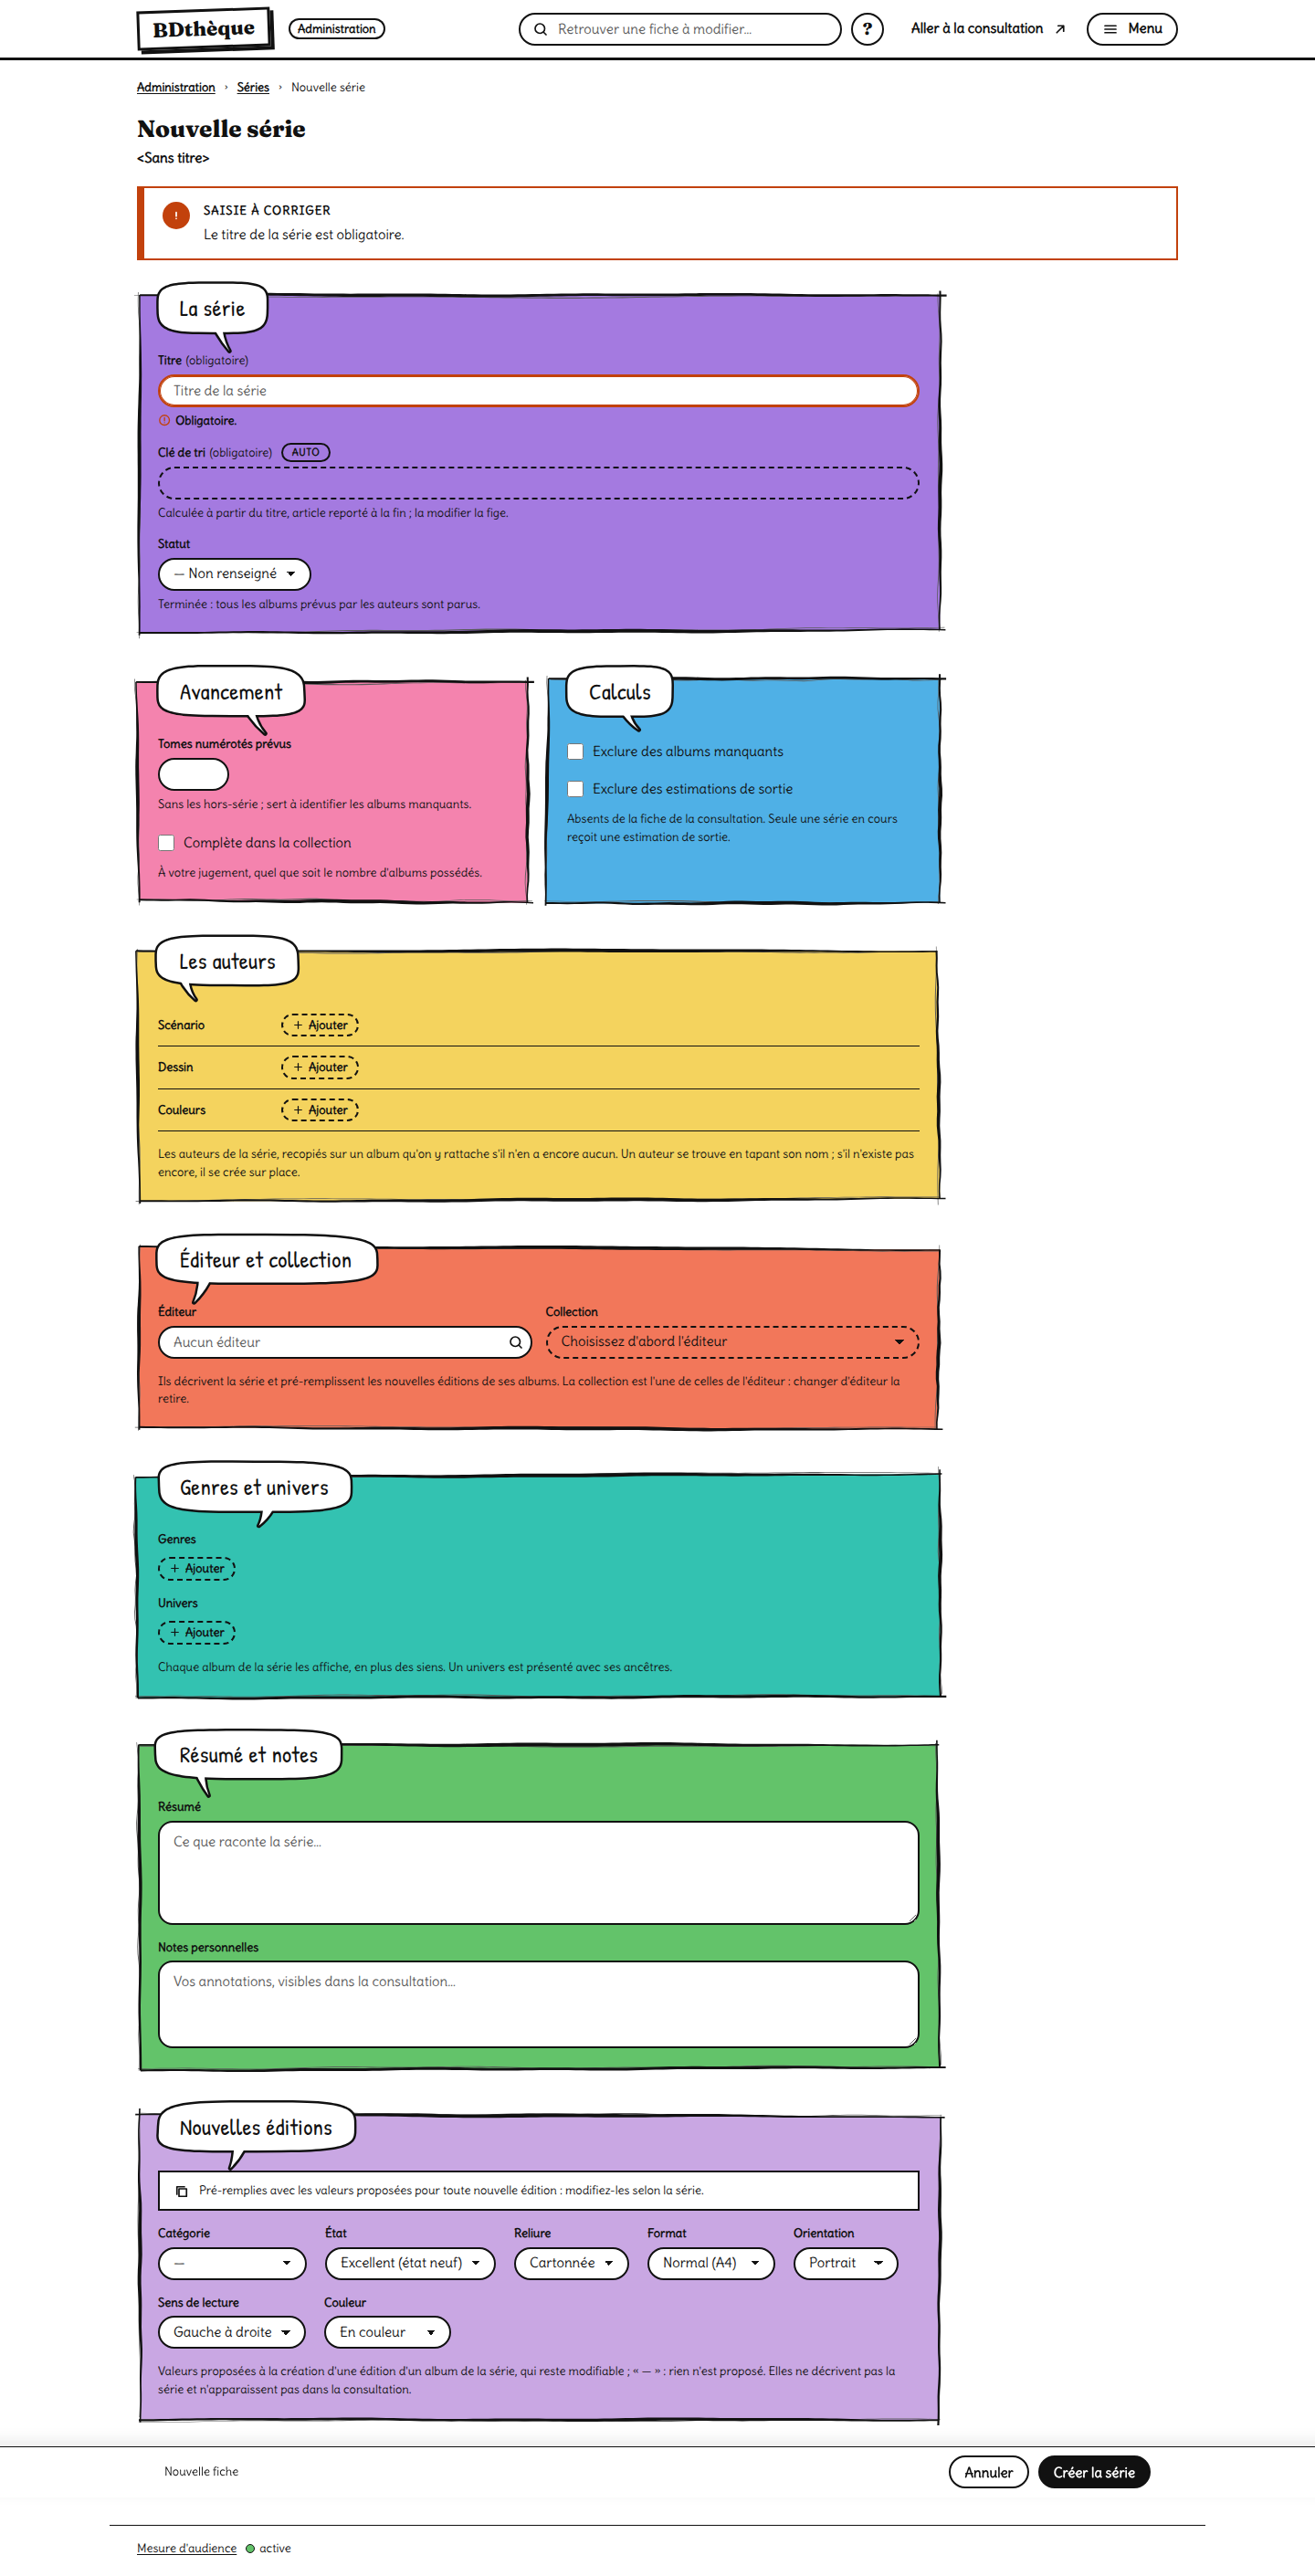 BDthèque
Administration
Retrouver une fiche à modifier...
?
Aller à la consultation
Menu
Administration › Séries › Nouvelle série
Nouvelle série
<Sans titre>
!
SAISIE À CORRIGER
Le titre de la série est obligatoire.
La série
Titre (obligatoire)
Titre de la série
Obligatoire.
Clé de tri (obligatoire) AUTO
Calculée à partir du titre, article reporté à la fin ; la modifier la fige.
Statut
— Non renseigné
Terminée : tous les albums prévus par les auteurs sont parus.
Avancement
Tomes numérotés prévus
Sans les hors-série ; sert à identifier les albums manquants.
Complète dans la collection
À votre jugement, quel que soit le nombre d'albums possédés.
Calculs
Exclure des albums manquants
Exclure des estimations de sortie
Absents de la fiche de la consultation. Seule une série en cours
reçoit une estimation de sortie.
Les auteurs
Scénario + Ajouter
Dessin + Ajouter
Couleurs + Ajouter
Les auteurs de la série, recopiés sur un album qu'on y rattache s'il n'en a encore aucun. Un auteur se trouve en tapant son nom ; s'il n'existe pas
encore, il se crée sur place.
Éditeur et collection
Éditeur
Aucun éditeur
Collection
Choisissez d'abord l'éditeur
Ils décrivent la série et pré-remplissent les nouvelles éditions de ses albums. La collection est l'une de celles de l'éditeur : changer d'éditeur la
retire.
Genres et univers
Genres
+ Ajouter
Univers
+ Ajouter
Chaque album de la série les affiche, en plus des siens. Un univers est présenté avec ses ancêtres.
Résumé et notes
Résumé
Ce que raconte la série...
Notes personnelles
Vos annotations, visibles dans la consultation...
Nouvelles éditions
Pré-remplies avec les valeurs proposées pour toute nouvelle édition : modifiez-les selon la série.
Catégorie État Reliure Format Orientation
— Excellent (état neuf) Cartonnée Normal (A4) Portrait
Sens de lecture Couleur
Gauche à droite En couleur
Valeurs proposées à la création d'une édition d'un album de la série, qui reste modifiable ; « — » : rien n'est proposé. Elles ne décrivent pas la
série et n'apparaissent pas dans la consultation.
Nouvelle fiche
Annuler
Créer la série
Mesure d'audience active